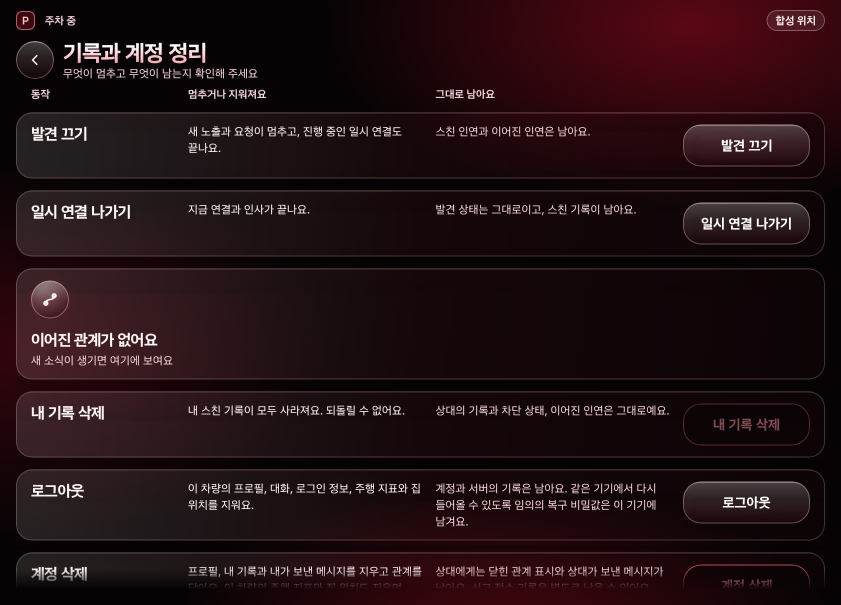 P 주차 중
합성 위치
기록과 계정 정리
무엇이 멈추고 무엇이 남는지 확인해 주세요
동작 멈추거나 지워져요 그대로 남아요
발견 끄기
새 노출과 요청이 멈추고, 진행 중인 일시 연결도
끝나요.
스친 인연과 이어진 인연은 남아요.
발견 끄기
일시 연결 나가기
지금 연결과 인사가 끝나요.
발견 상태는 그대로이고, 스친 기록이 남아요.
일시 연결 나가기
이어진 관계가 없어요
새 소식이 생기면 여기에 보여요
내 기록 삭제
내 스친 기록이 모두 사라져요. 되돌릴 수 없어요.
상대의 기록과 차단 상태, 이어진 인연은 그대로예요.
내 기록 삭제
로그아웃
이 차량의 프로필, 대화, 로그인 정보, 주행 지표와 집
위치를 지워요.
계정과 서버의 기록은 남아요. 같은 기기에서 다시
들어올 수 있도록 임의의 복구 비밀값은 이 기기에
남겨요.
로그아웃
계정 삭제
프로필, 내 기록과 내가 보낸 메시지를 지우고 관계를
상대에게는 닫힌 관계 표시와 상대가 보낸 메시지가
계정 삭제